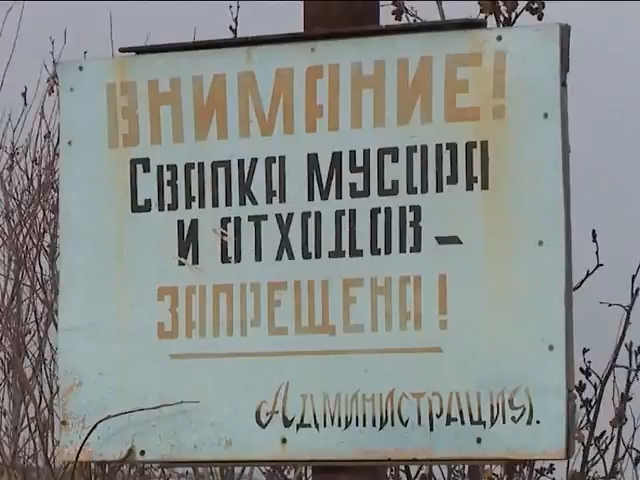 ВНИМАНИЕ!
СВАЛКА МУСОРА
И ОТХОДОВ –
ЗАПРЕЩЕНА!
АДМИНИСТРАЦИЯ.